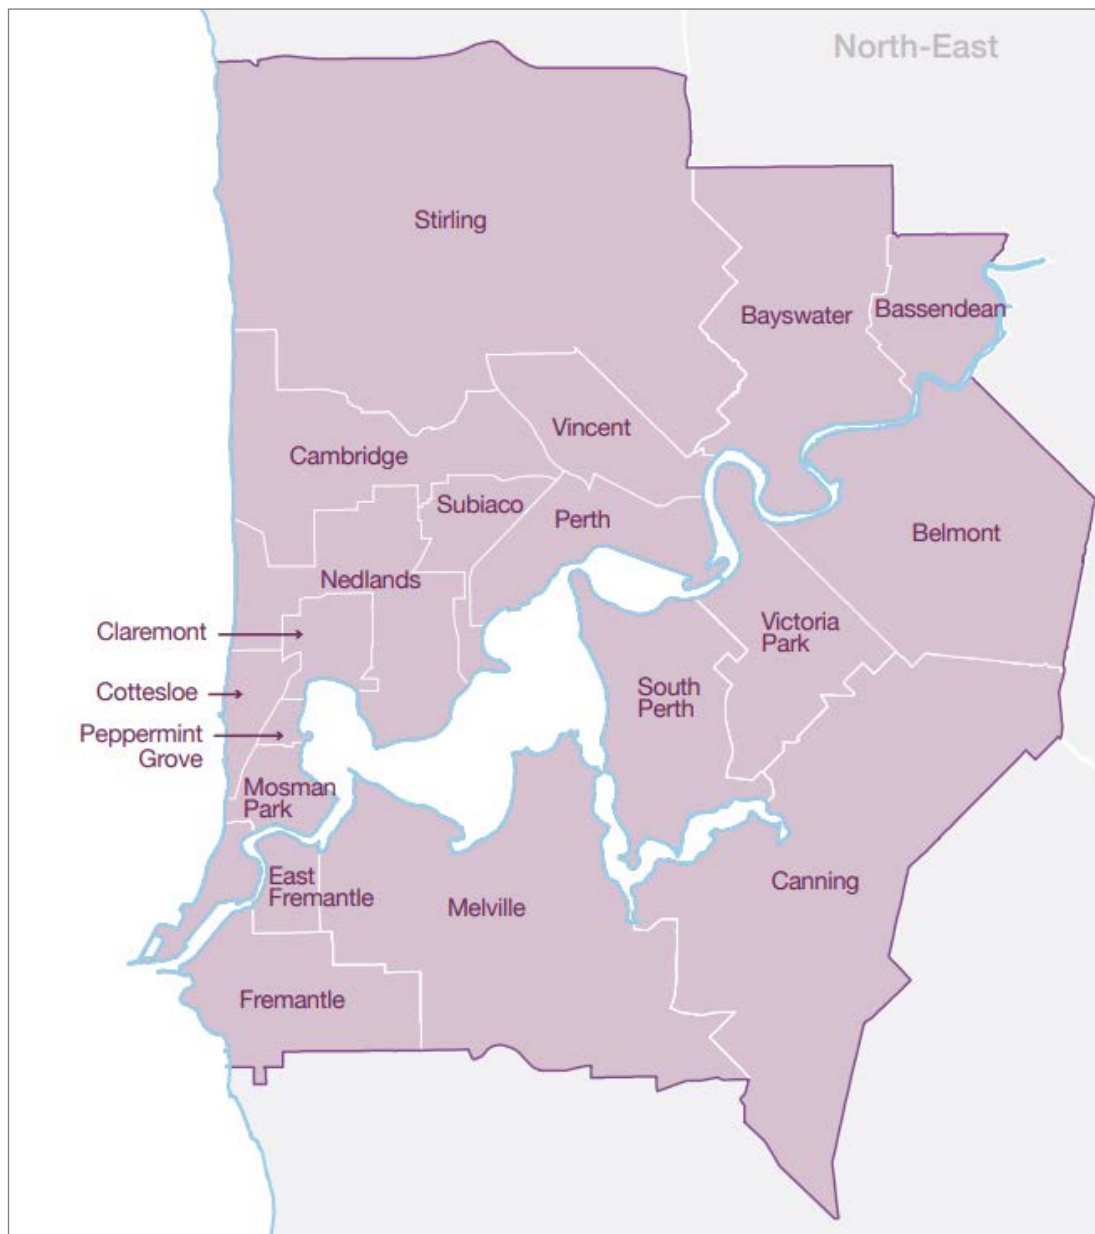 North-East
Stirling
Bayswater
Bassendean
Vincent
Cambridge
Subiaco
Perth
Belmont
Nedlands
Claremont
Victoria
Park
Cottesloe
South
Perth
Peppermint
Grove
Mosman
Park
East
Fremantle
Melville
Canning
Fremantle